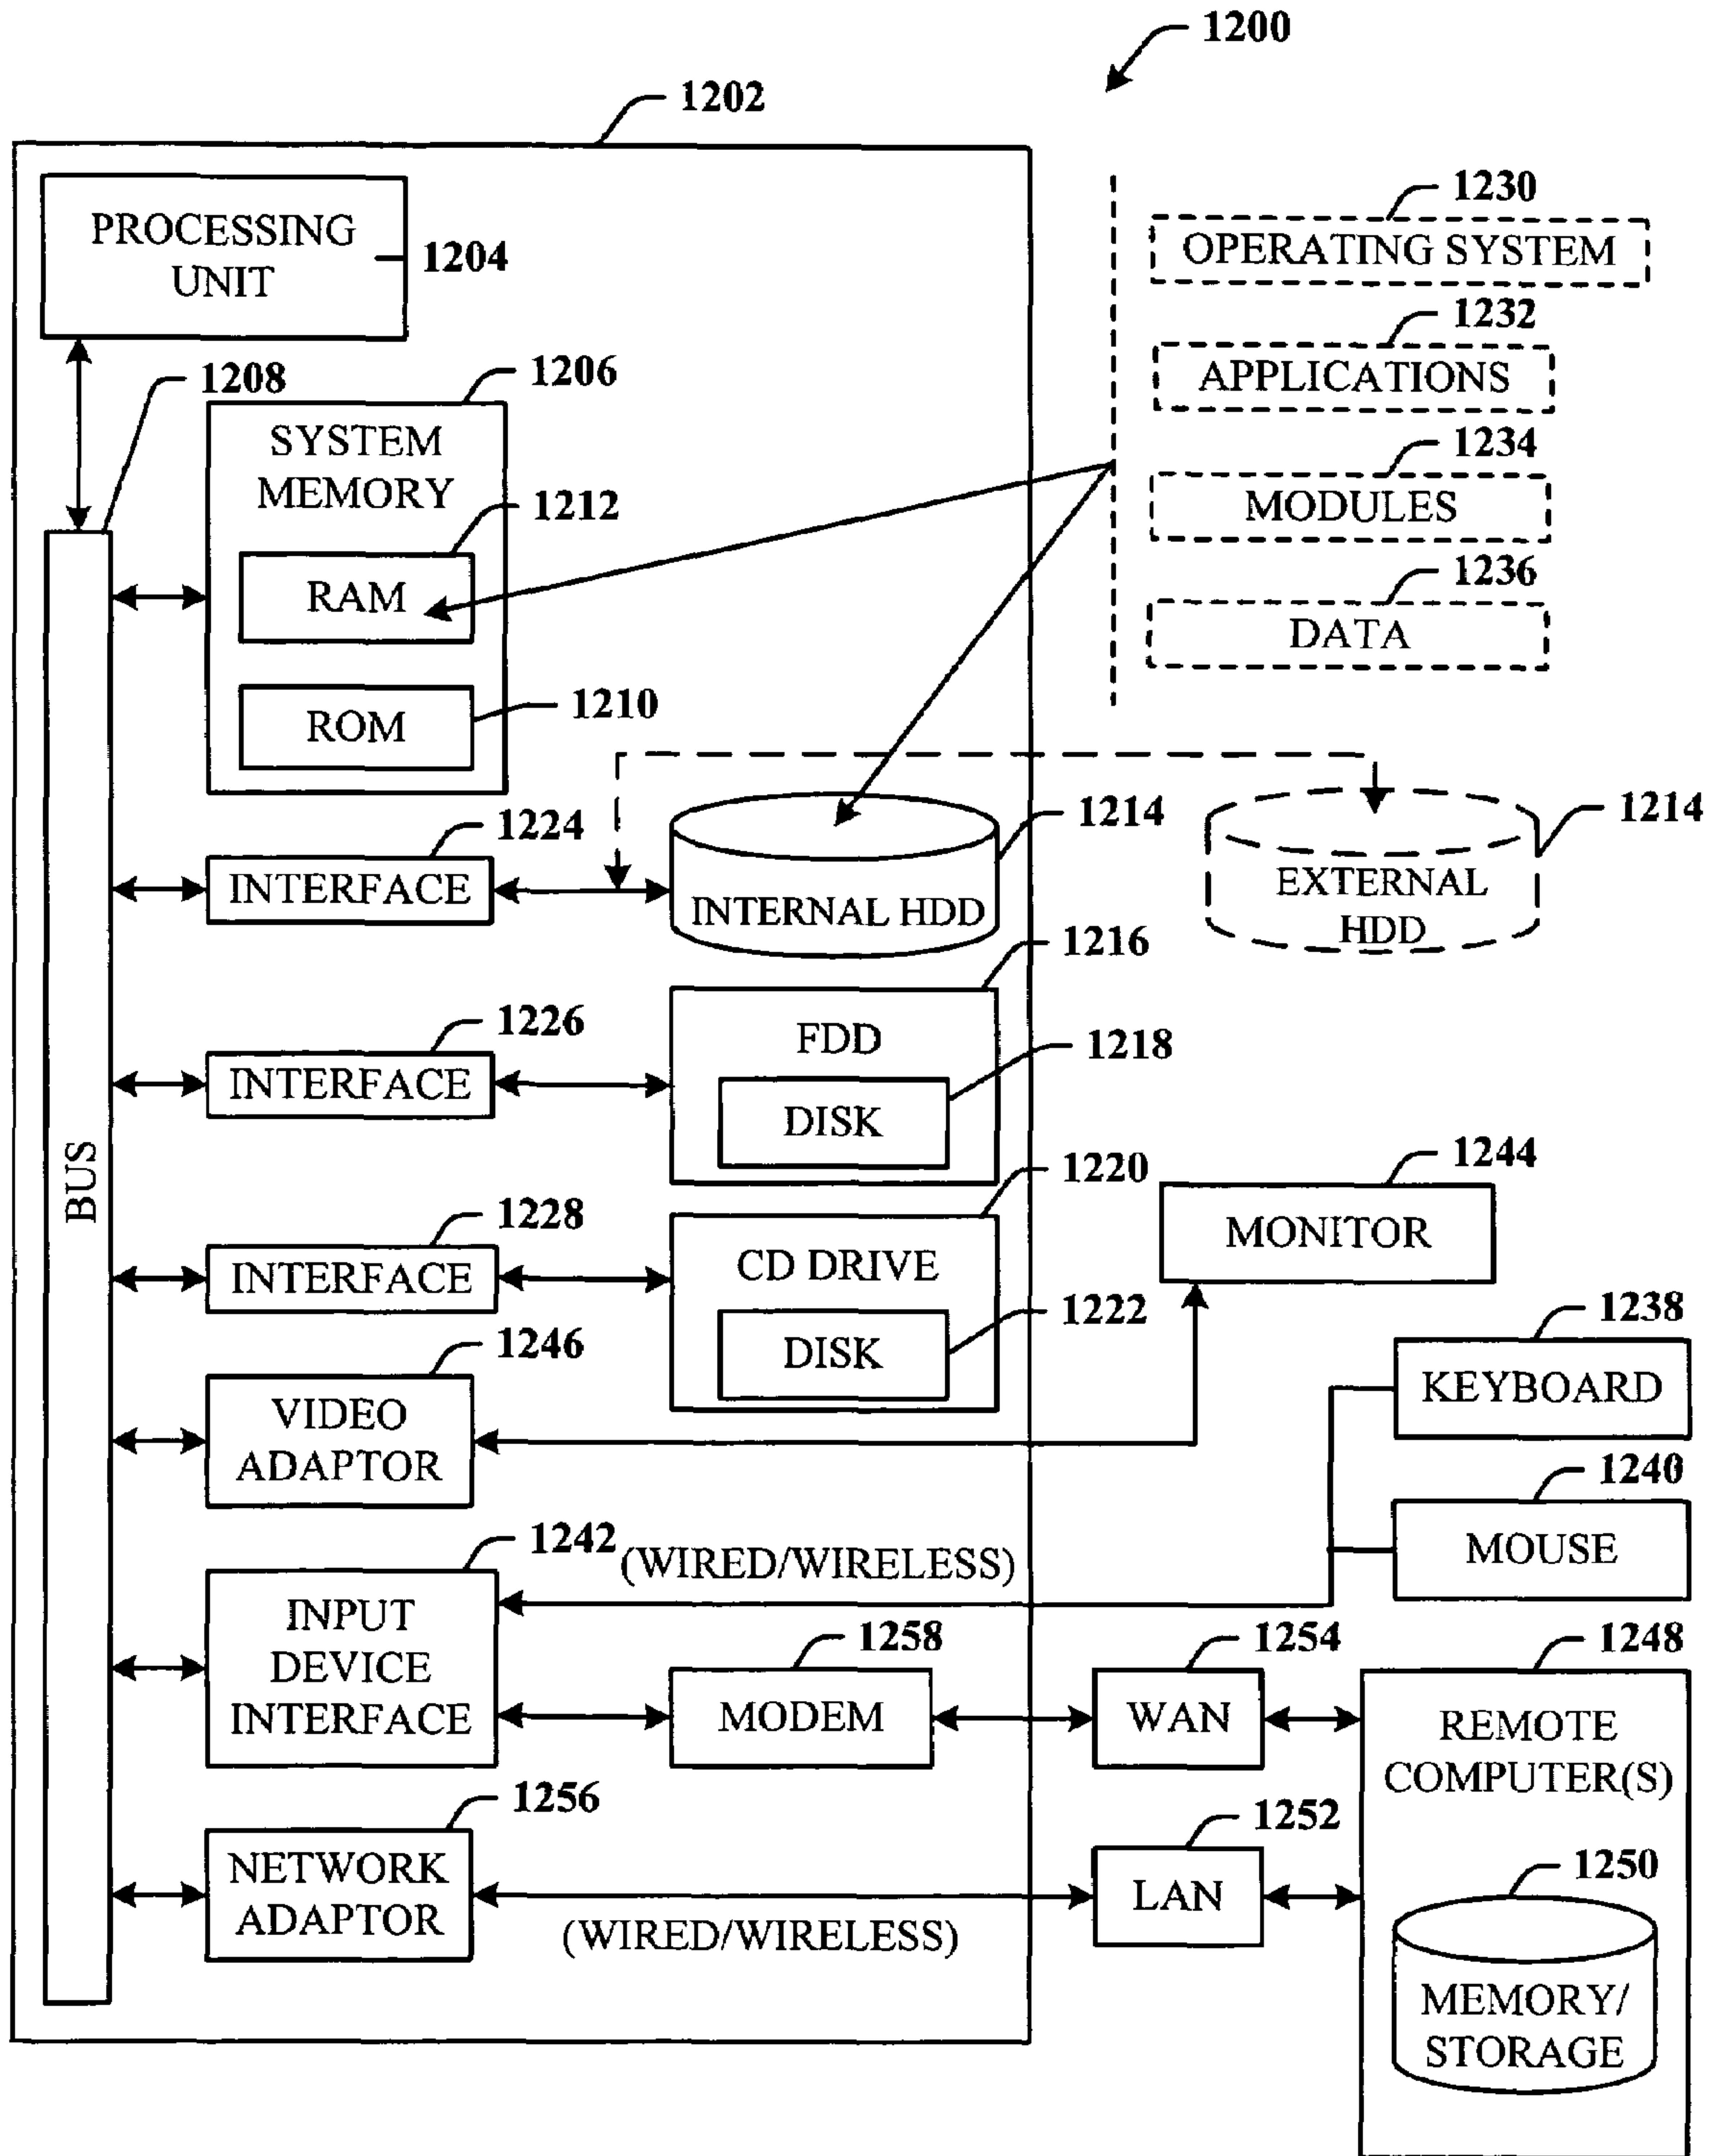 1200
1202
PROCESSING
UNIT
1204
1230
OPERATING SYSTEM
1232
APPLICATIONS
1234
MODULES
1236
DATA
1208
1206
SYSTEM
MEMORY
1212
RAM
1210
ROM
1224
INTERFACE
1214
INTERNAL HDD
1214
EXTERNAL
HDD
1216
FDD
1226
INTERFACE
1218
DISK
BUS
1220
CD DRIVE
1228
INTERFACE
1222
DISK
1244
MONITOR
1246
VIDEO
ADAPTOR
1238
KEYBOARD
1240
MOUSE
1242
(WIRED/WIRELESS)
INPUT
DEVICE
INTERFACE
1258
MODEM
1254
WAN
1248
REMOTE
COMPUTER(S)
1256
NETWORK
ADAPTOR
(WIRED/WIRELESS)
1252
LAN
1250
MEMORY/
STORAGE